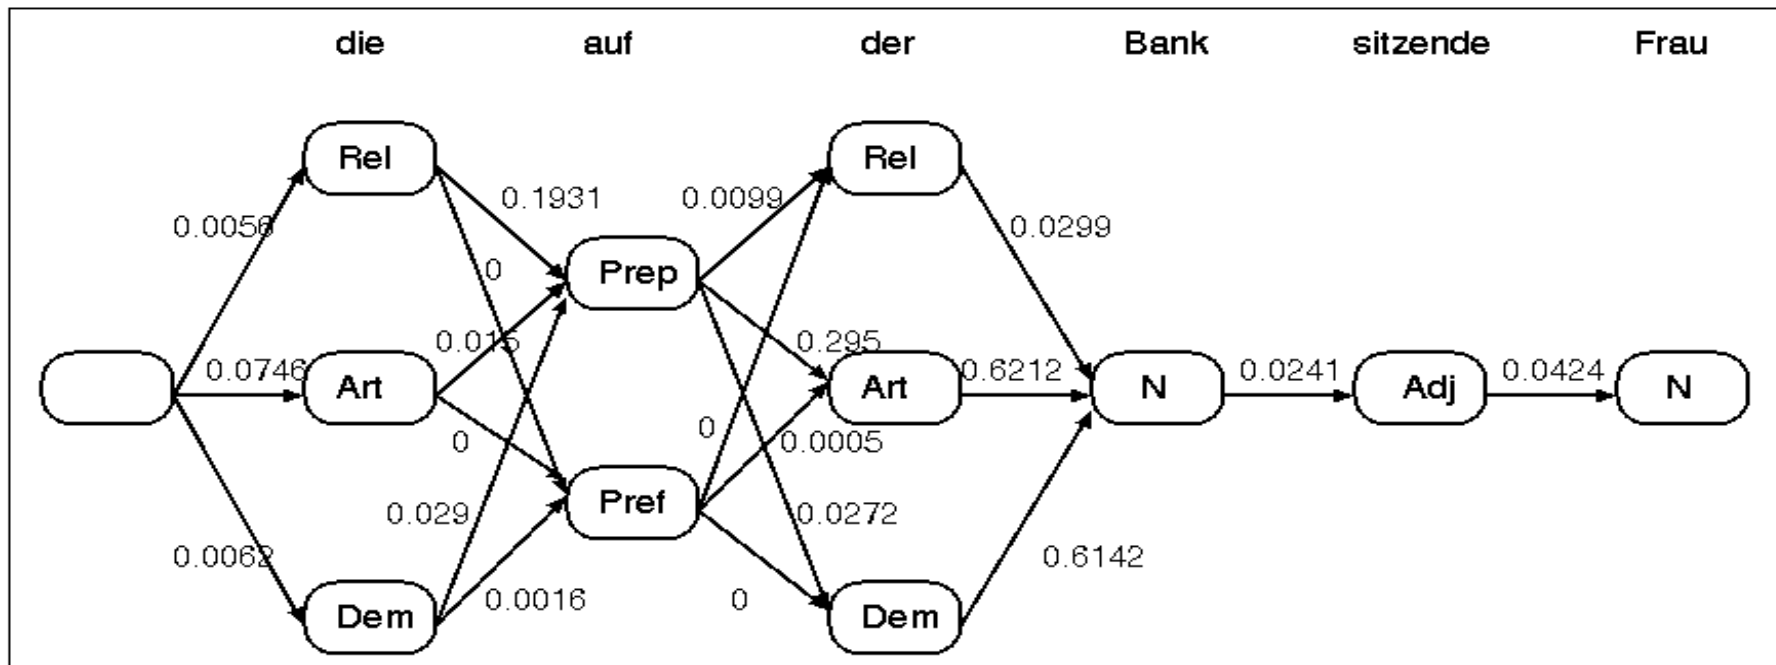 die auf der Bank sitzende Frau
Rel Rel
0.1931 0.0099
0.0056 0.0299
0 Prep
0.015 0.295
0.0746 Art Art 0.6212 N 0.0241 Adj 0.0424 N
0 0 0.0005
Pref
0.029 0.0272
0.0062 0.6142
0.0016 0
Dem Dem